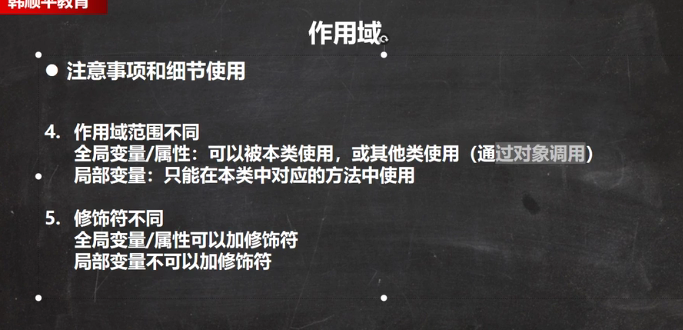 韩顺平教育
作用域
● 注意事项和细节使用
4. 作用域范围不同
全局变量/属性：可以被本类使用，或其他类使用（通过对象调用）
局部变量：只能在本类中对应的方法中使用
5. 修饰符不同
全局变量/属性可以加修饰符
局部变量不可以加修饰符